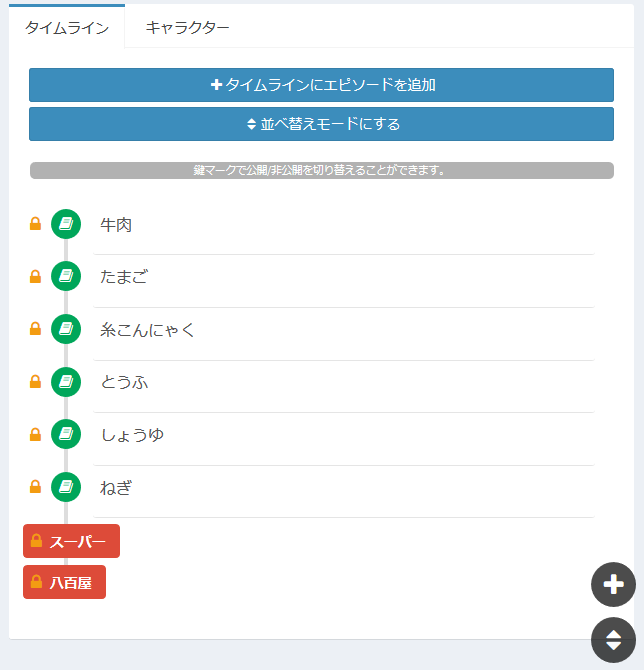 タイムライン キャラクター
タイムラインにエピソードを追加
並べ替えモードにする
鍵マークで公開/非公開を切り替えることができます。
牛肉
たまご
糸こんにゃく
とうふ
しょうゆ
ねぎ
スーパー
八百屋